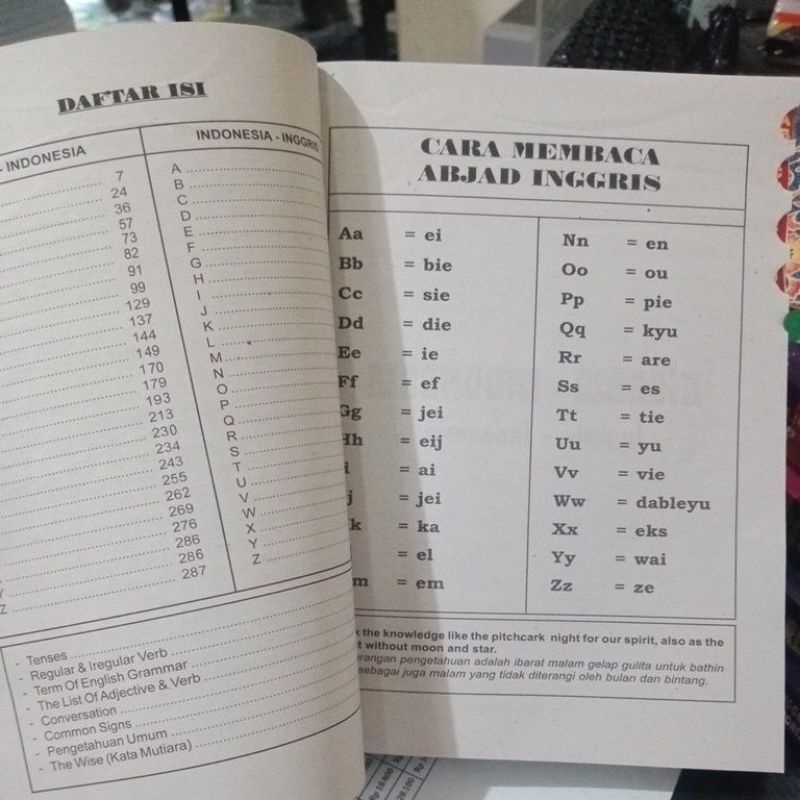 DAFTAR ISI
- INDONESIA
INDONESIA - INGGRIS
7
24
36
57
73
82
91
99
129
137
144
149
170
179
193
213
230
234
243
255
262
269
276
286
Y 286
Z 287
A
B
C
D
E
F
G
H
I
J
K
L
M
N
O
P
Q
R
S
T
U
V
W
X
Y
Z
- Tenses
- Regular & Iregular Verb
- Term Of English Grammar
- The List Of Adjective & Verb
- Conversation
- Common Signs
- Pengetahuan Umum
- The Wise (Kata Mutiara)
CARA MEMBACA
ABJAD INGGRIS
Aa = ei
Bb = bie
Cc = sie
Dd = die
Ee = ie
Ff = ef
Gg = jei
Hh = eij
i = ai
j = jei
k = ka
= el
m = em
Nn = en
Oo = ou
Pp = pie
Qq = kyu
Rr = are
Ss = es
Tt = tie
Uu = yu
Vv = vie
Ww = dableyu
Xx = eks
Yy = wai
Zz = ze
the knowledge like the pitchcark night for our spirit, also as the
without moon and star.
pengetahuan adalah ibarat malam gelap gulita untuk bathin
sebagai juga malam yang tidak diterangi oleh bulan dan bintang.